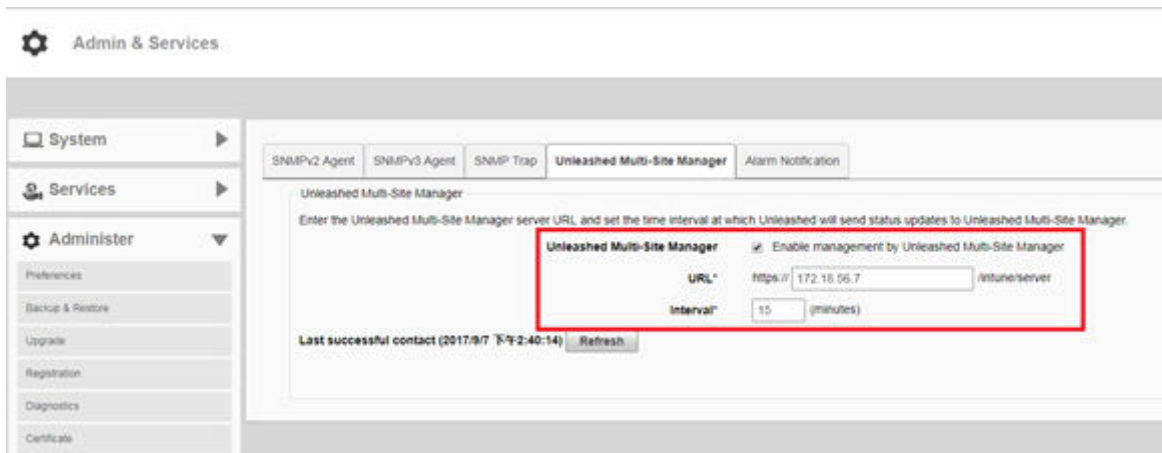 Admin & Services
System
Services
Administer
Preferences
Backup & Restore
Upgrade
Registration
Diagnostics
Certificate
SNMPv2 Agent SNMPv3 Agent SNMP Trap Unleashed Multi-Site Manager Alarm Notification
Unleashed Multi-Site Manager
Enter the Unleashed Multi-Site Manager server URL and set the time interval at which Unleashed will send status updates to Unleashed Multi-Site Manager.
Unleashed Multi-Site Manager Enable management by Unleashed Multi-Site Manager
URL* https:// 172.18.56.7 /intune/server
Interval* 15 (minutes)
Last successful contact (2017/9/7 下午2:40:14) Refresh